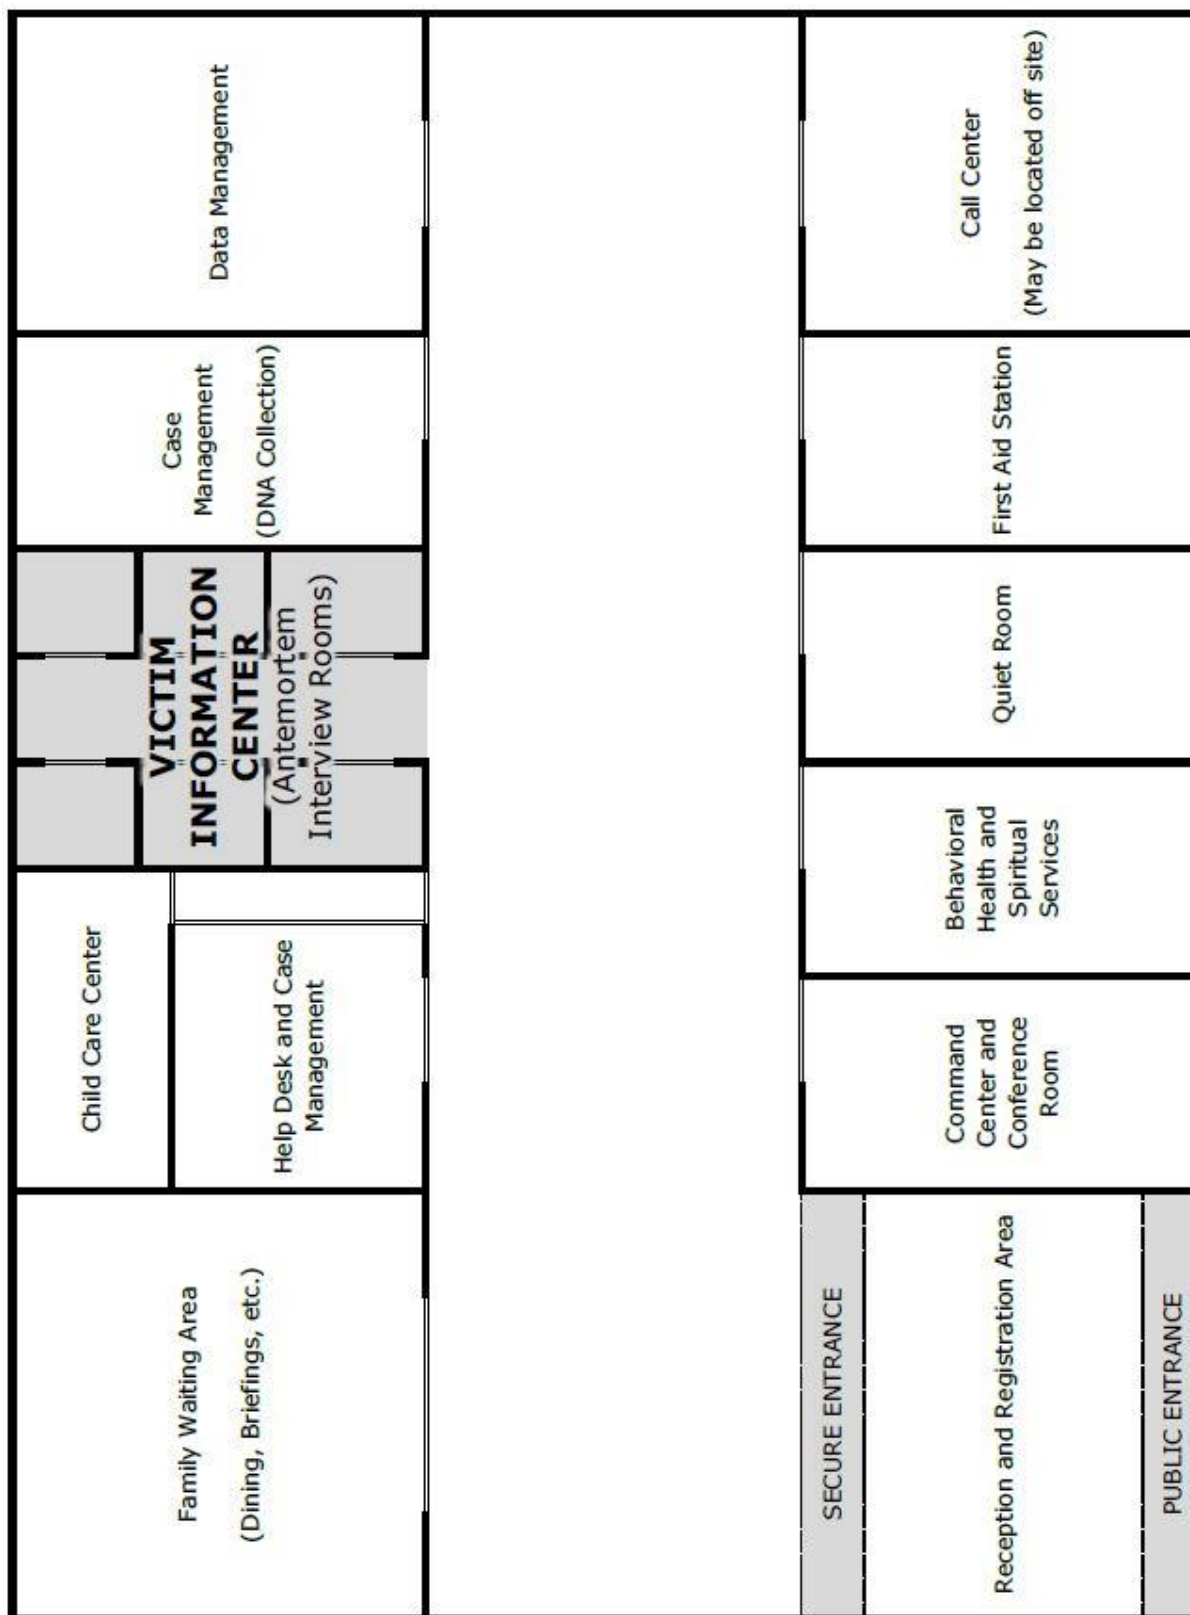 Family Waiting Area
(Dining, Briefings, etc.)
Child Care Center
Help Desk and Case
Management
VICTIM
INFORMATION
CENTER
(Antemortem
Interview Rooms)
Case
Management
(DNA Collection)
Data Management
SECURE ENTRANCE
Reception and Registration Area
PUBLIC ENTRANCE
Command
Center and
Conference
Room
Behavioral
Health and
Spiritual
Services
Quiet Room
First Aid Station
Call Center
(May be located off site)